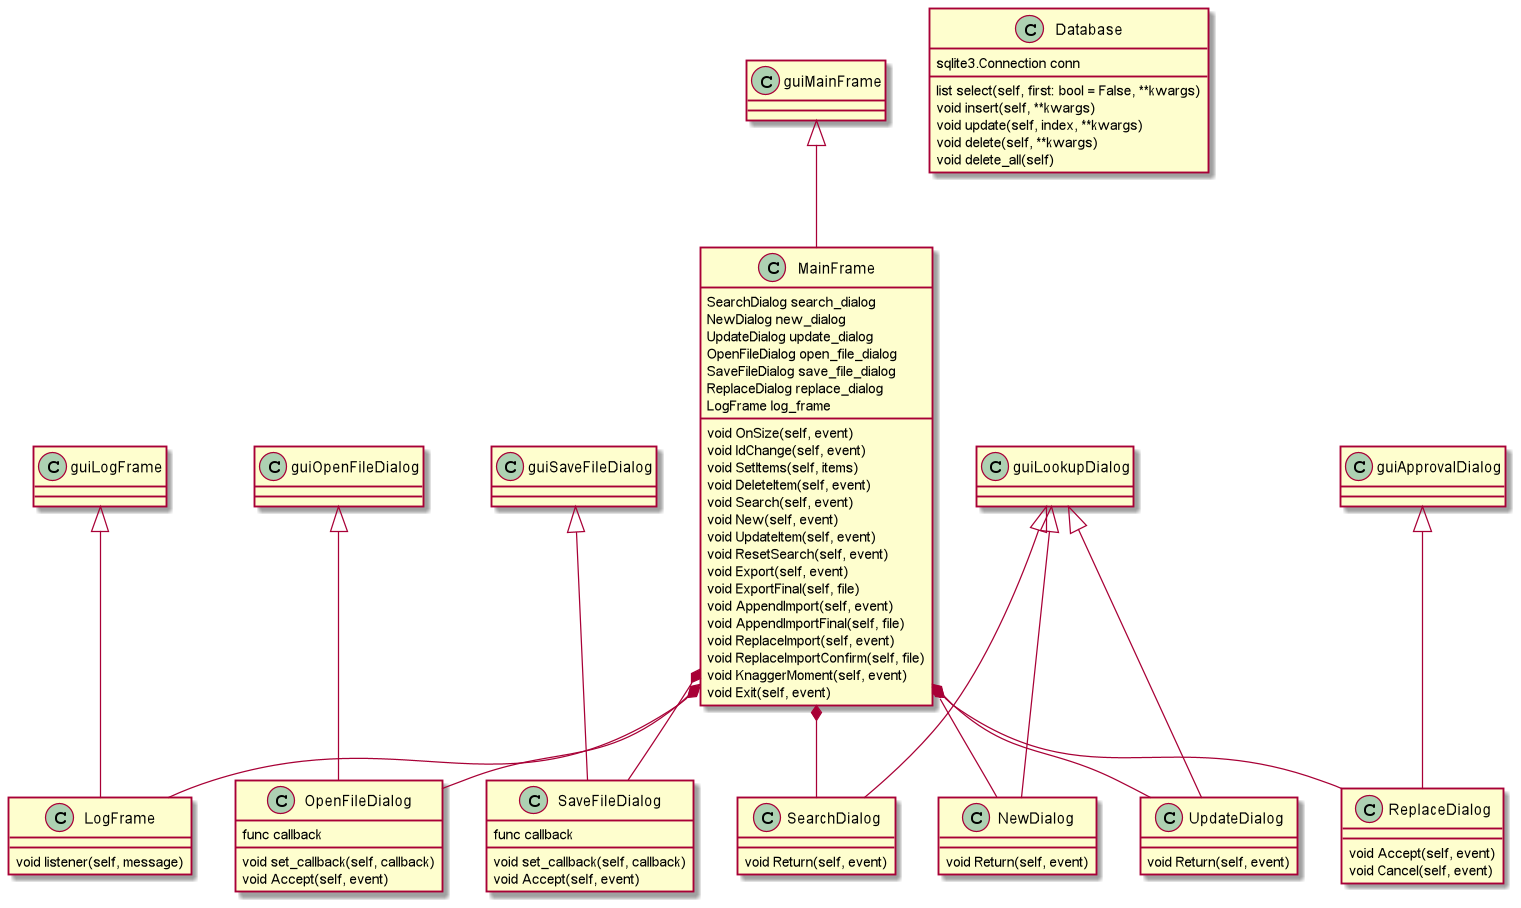 C Database
sqlite3.Connection conn
list select(self, first: bool = False, **kwargs)
void insert(self, **kwargs)
void update(self, index, **kwargs)
void delete(self, **kwargs)
void delete_all(self)
C guiMainFrame
C MainFrame
SearchDialog search_dialog
NewDialog new_dialog
UpdateDialog update_dialog
OpenFileDialog open_file_dialog
SaveFileDialog save_file_dialog
ReplaceDialog replace_dialog
LogFrame log_frame
void OnSize(self, event)
void IdChange(self, event)
void SetItems(self, items)
void DeleteItem(self, event)
void Search(self, event)
void New(self, event)
void UpdateItem(self, event)
void ResetSearch(self, event)
void Export(self, event)
void ExportFinal(self, file)
void AppendImport(self, event)
void AppendImportFinal(self, file)
void ReplaceImport(self, event)
void ReplaceImportConfirm(self, file)
void KnaggerMoment(self, event)
void Exit(self, event)
C guiLogFrame
C guiOpenFileDialog
C guiSaveFileDialog
C guiLookupDialog
C guiApprovalDialog
C LogFrame
void listener(self, message)
C OpenFileDialog
func callback
void set_callback(self, callback)
void Accept(self, event)
C SaveFileDialog
func callback
void set_callback(self, callback)
void Accept(self, event)
C SearchDialog
void Return(self, event)
C NewDialog
void Return(self, event)
C UpdateDialog
void Return(self, event)
C ReplaceDialog
void Accept(self, event)
void Cancel(self, event)